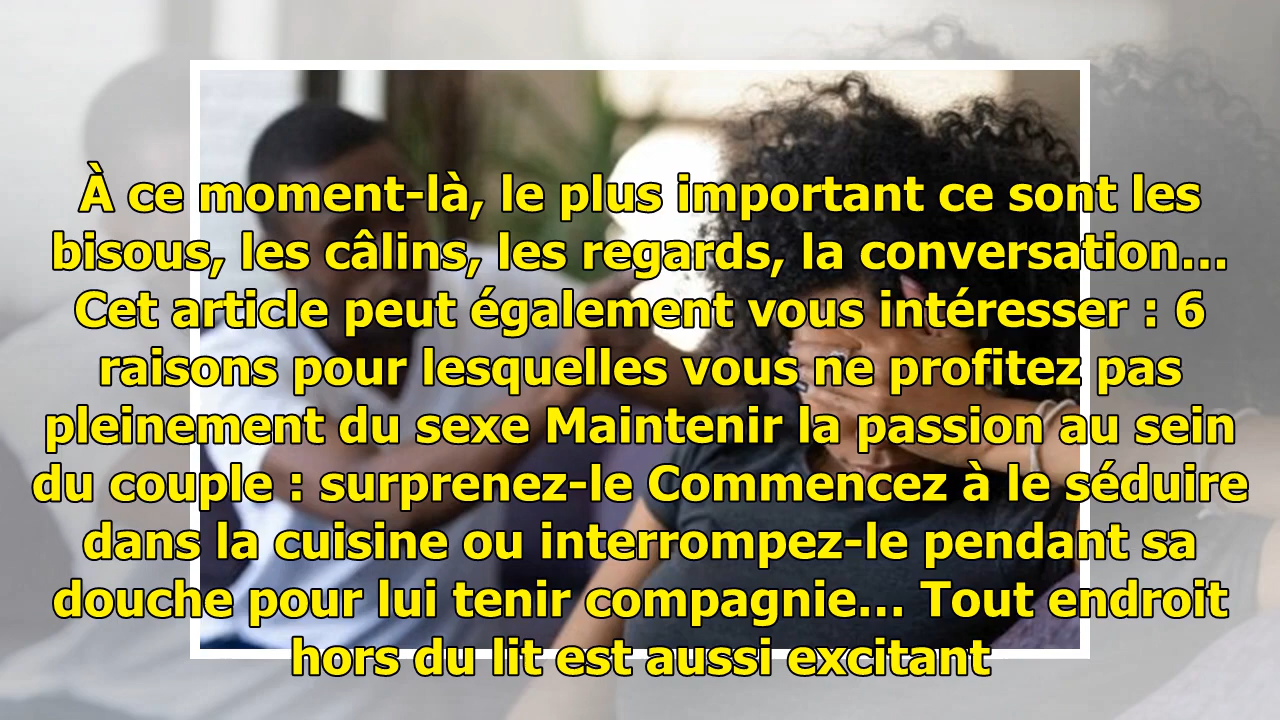 À ce moment-là, le plus important ce sont les
bisous, les câlins, les regards, la conversation...
Cet article peut également vous intéresser : 6
raisons pour lesquelles vous ne profitez pas
pleinement du sexe Maintenir la passion au sein
du couple : surprenez-le Commencez à le séduire
dans la cuisine ou interrompez-le pendant sa
douche pour lui tenir compagnie... Tout endroit
hors du lit est aussi excitant